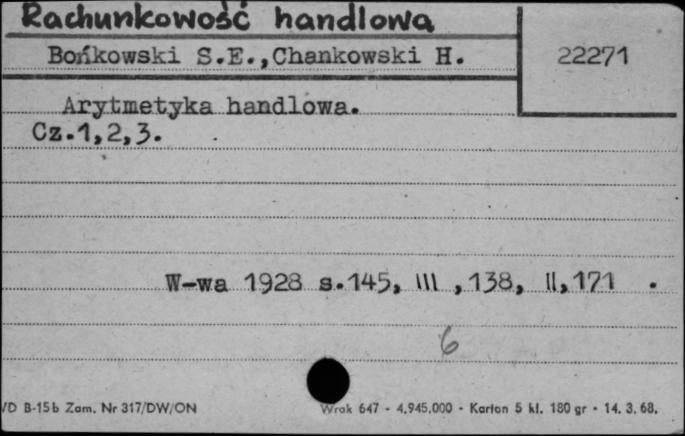 Rachunkowość handlowa
Bońkowski S.E.,Chankowski H.
22271
Arytmetyka handlowa.
Cz.1,2,3.
W-wa 1928 s.145, III ,138, II,171 .
6
/D B-15b Zam. Nr 317/DW/ON
Wrak 647 - 4.945.000 - Karton 5 kl. 180 gr - 14. 3. 68.